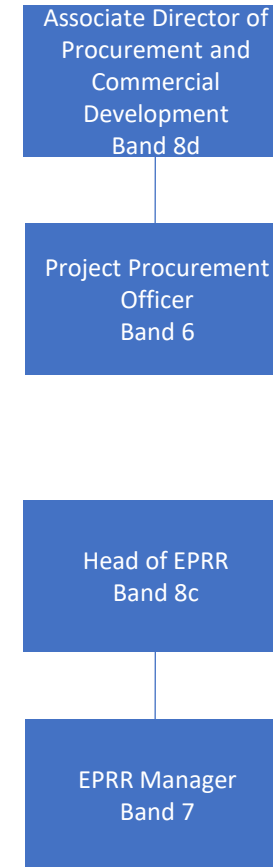 Associate Director of
Procurement and
Commercial
Development
Band 8d
Project Procurement
Officer
Band 6
Head of EPRR
Band 8c
EPRR Manager
Band 7